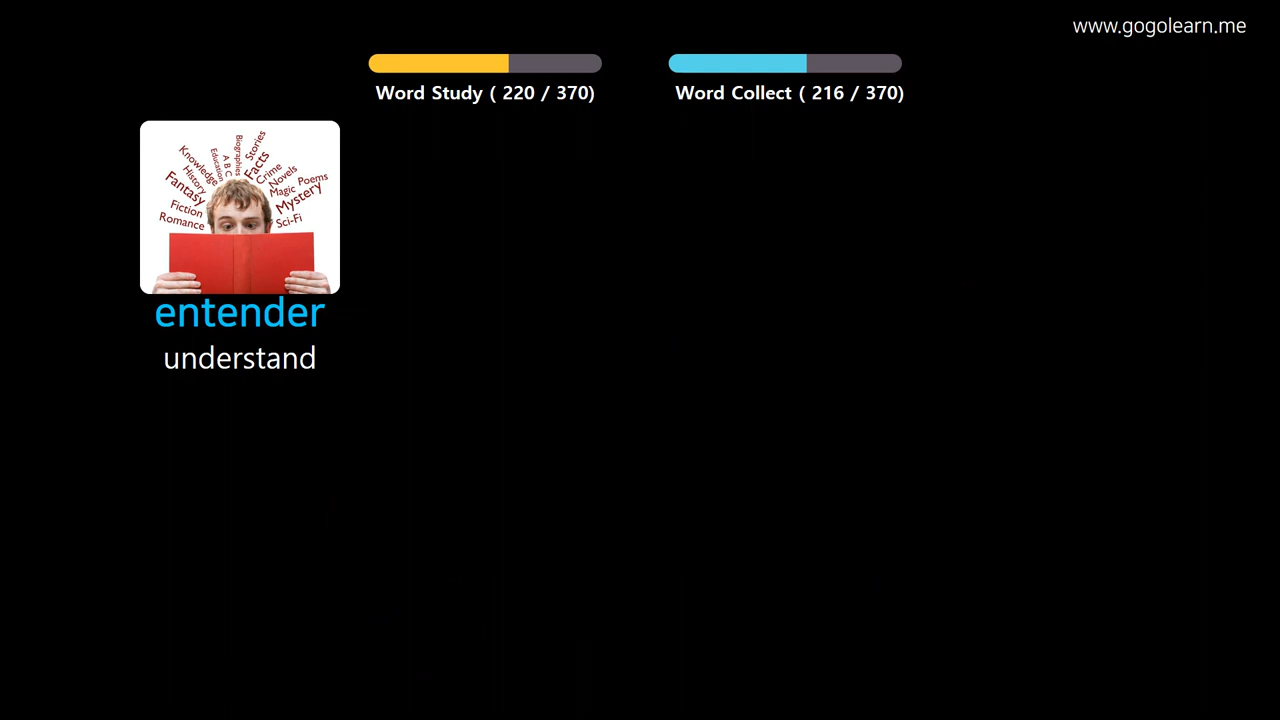 www.gogolearn.me
Word Study ( 220 / 370)
Word Collect ( 216 / 370)
Stories
Biographies
A B C
Facts
Education
Knowledge
Crime
Novels
History
Magic
Poems
Fantasy
Mystery
Fiction
Romance
Sci-Fi
entender
understand